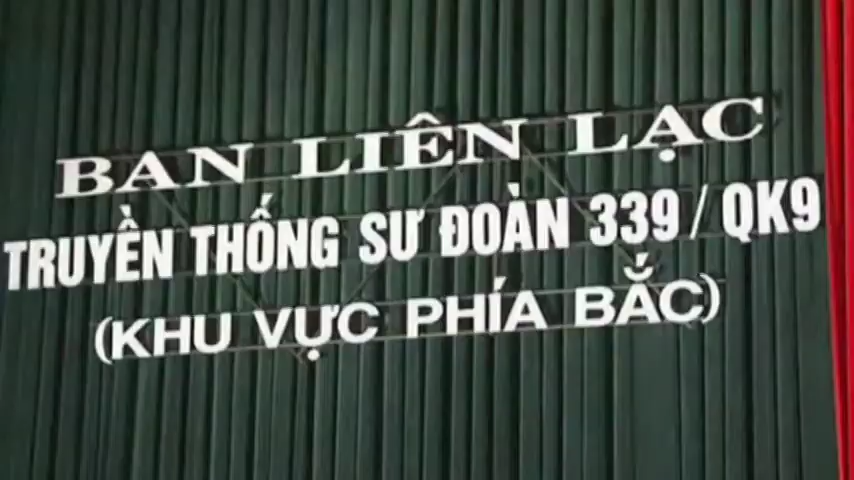 BAN LIÊN LẠC
TRUYỀN THỐNG SƯ ĐOÀN 339 / QK9
(KHU VỰC PHÍA BẮC)